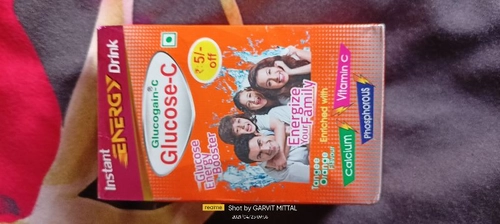 Instant
ENERGY
Drink
Glucogain-C
Glucose-C
₹5/-
off
Glucose
Energy
Booster
Energize
Your Family
Tangee
Orange
Flavour
Enriched with
Calcium
Vitamin C
Phosphorous
realme
Shot by GARVIT MITTAL